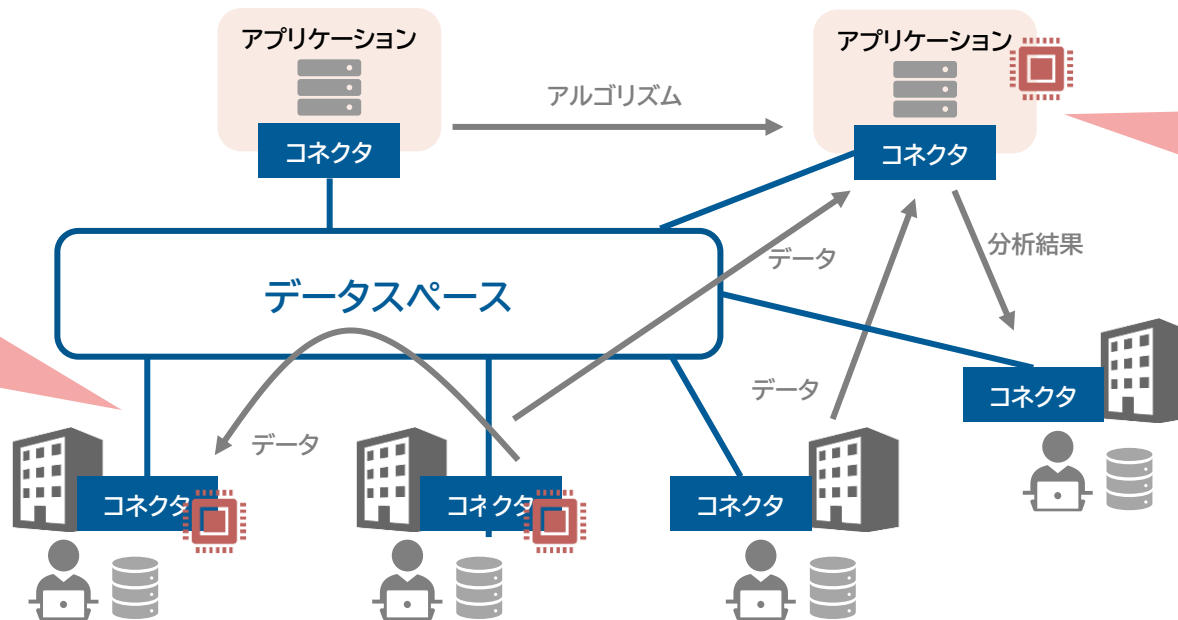 アプリケーション
アプリケーション
アルゴリズム
コネクタ
コネクタ
データ
分析結果
データスペース
データ
コネクタ
データ
コネクタ
コネクタ
コネクタ